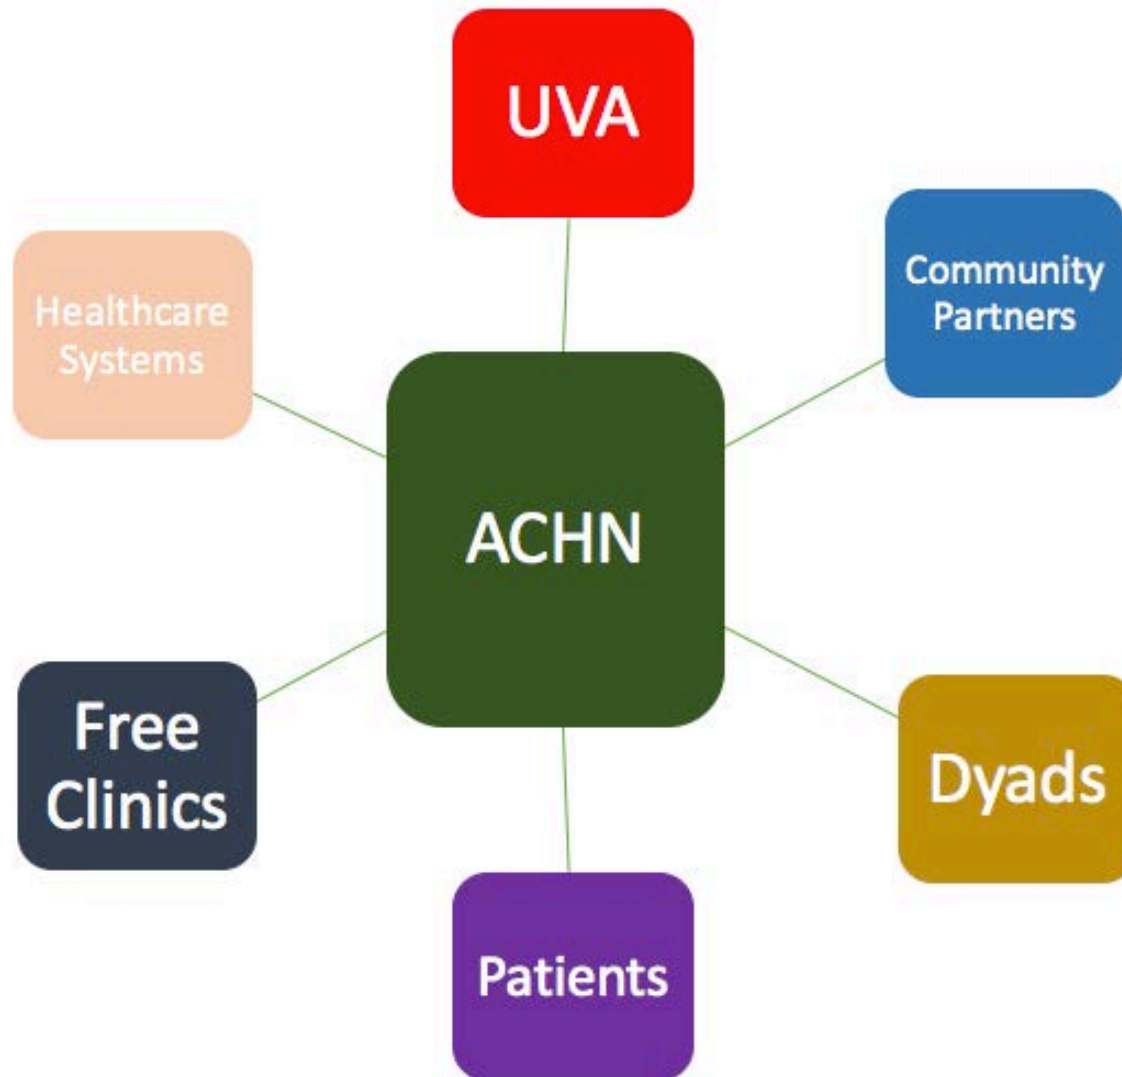 UVA
Community
Partners
Healthcare
Systems
ACHN
Free
Clinics
Dyads
Patients